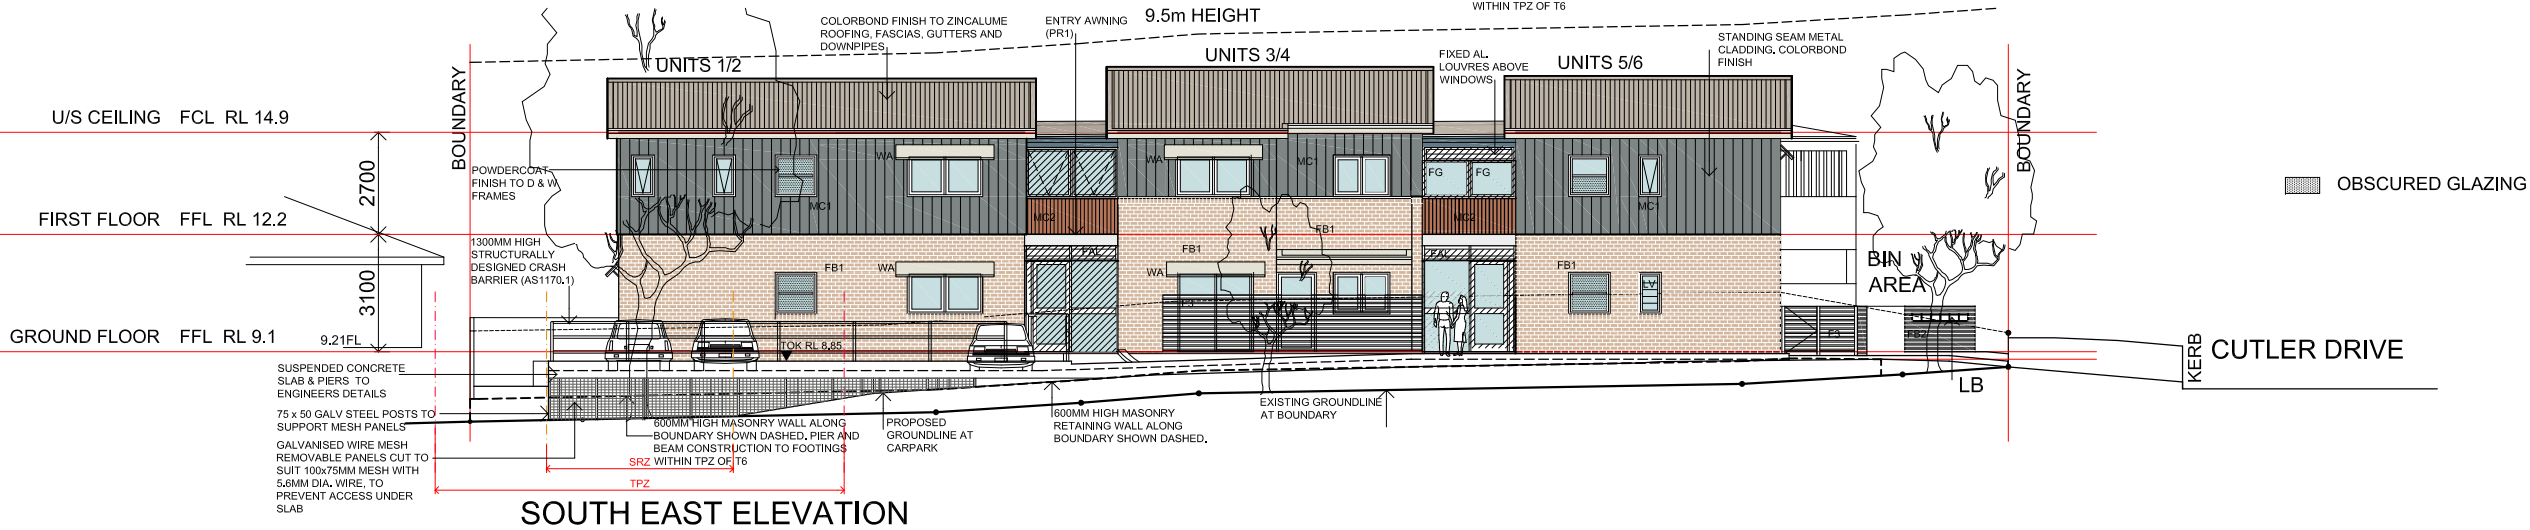 WITHIN TPZ OF T6
COLORBOND FINISH TO ZINCALUME
ROOFING, FASCIAS, GUTTERS AND
DOWNPIPES
ENTRY AWNING
(PR1)
9.5m HEIGHT
STANDING SEAM METAL
CLADDING. COLORBOND
FINISH
FIXED AL.
LOUVRES ABOVE
WINDOWS
UNITS 1/2
UNITS 3/4
UNITS 5/6
BOUNDARY
BOUNDARY
U/S CEILING FCL RL 14.9
2700
FIRST FLOOR FFL RL 12.2
3100
GROUND FLOOR FFL RL 9.1
9.21FL
POWDERCOAT
FINISH TO D & W
FRAMES
1300MM HIGH
STRUCTURALLY
DESIGNED CRASH
BARRIER (AS1170.1)
WA
WA
MC1
FG
FG
MC1
MC2
MC2
MC1
FB1
WA
FAL
FB1
WA
FB1
FAL
FB1
LV
F3
F3
FB2
TOK RL 8.85
OBSCURED GLAZING
BIN
AREA
KERB
CUTLER DRIVE
LB
SUSPENDED CONCRETE
SLAB & PIERS TO
ENGINEERS DETAILS
75 x 50 GALV STEEL POSTS TO
SUPPORT MESH PANELS
GALVANISED WIRE MESH
REMOVABLE PANELS CUT TO
SUIT 100x75MM MESH WITH
5.6MM DIA. WIRE, TO
PREVENT ACCESS UNDER
SLAB
600MM HIGH MASONRY WALL ALONG
BOUNDARY SHOWN DASHED. PIER AND
BEAM CONSTRUCTION TO FOOTINGS
WITHIN TPZ OF T6
SRZ
TPZ
PROPOSED
GROUNDLINE AT
CARPARK
600MM HIGH MASONRY
RETAINING WALL ALONG
BOUNDARY SHOWN DASHED.
EXISTING GROUNDLINE
AT BOUNDARY
SOUTH EAST ELEVATION